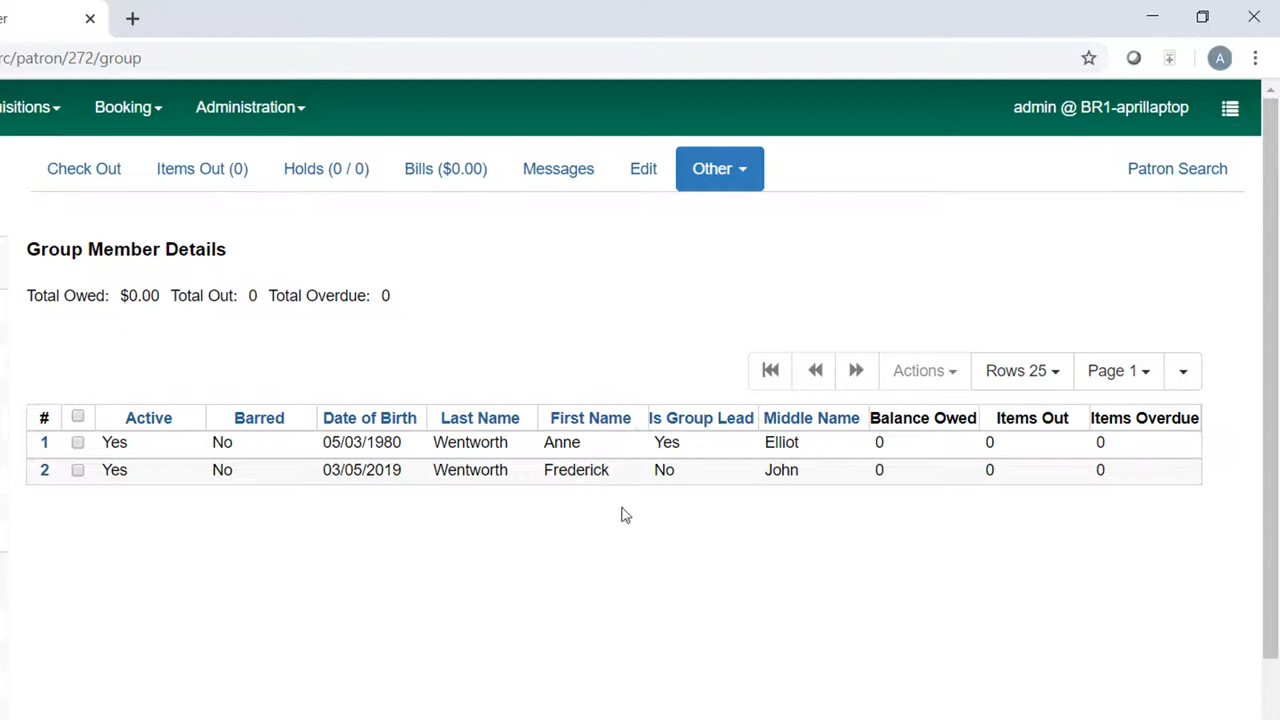 er
rc/patron/272/group
A
uisitions Booking Administration admin @ BR1-aprillaptop
Check Out Items Out (0) Holds (0 / 0) Bills ($0.00) Messages Edit Other Patron Search
Group Member Details
Total Owed: $0.00 Total Out: 0 Total Overdue: 0
Actions Rows 25 Page 1
# Active Barred Date of Birth Last Name First Name Is Group Lead Middle Name Balance Owed Items Out Items Overdue
1 Yes No 05/03/1980 Wentworth Anne Yes Elliot 0 0 0
2 Yes No 03/05/2019 Wentworth Frederick No John 0 0 0